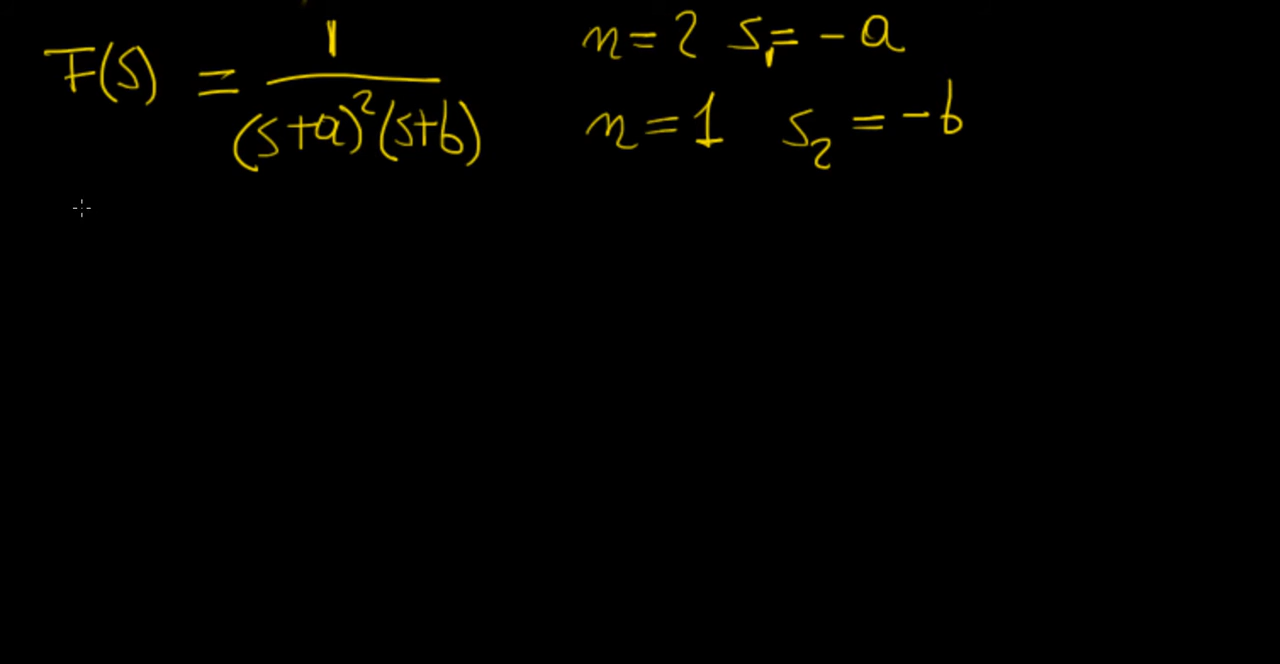 F(s) = 1/((s+a)²(s+b))
n=2 s₁= -a
n=1 s₂ = -b